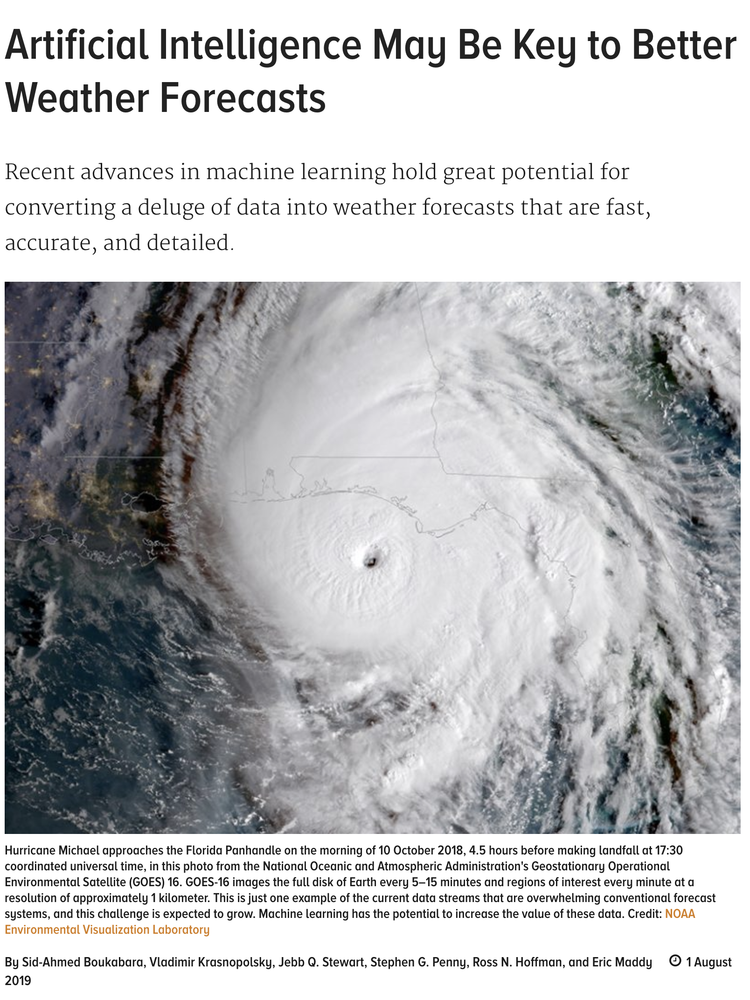 Artificial Intelligence May Be Key to Better
Weather Forecasts
Recent advances in machine learning hold great potential for
converting a deluge of data into weather forecasts that are fast,
accurate, and detailed.
Hurricane Michael approaches the Florida Panhandle on the morning of 10 October 2018, 4.5 hours before making landfall at 17:30
coordinated universal time, in this photo from the National Oceanic and Atmospheric Administration's Geostationary Operational
Environmental Satellite (GOES) 16. GOES-16 images the full disk of Earth every 5–15 minutes and regions of interest every minute at a
resolution of approximately 1 kilometer. This is just one example of the current data streams that are overwhelming conventional forecast
systems, and this challenge is expected to grow. Machine learning has the potential to increase the value of these data. Credit: NOAA
Environmental Visualization Laboratory
By Sid-Ahmed Boukabara, Vladimir Krasnopolsky, Jebb Q. Stewart, Stephen G. Penny, Ross N. Hoffman, and Eric Maddy 1 August
2019